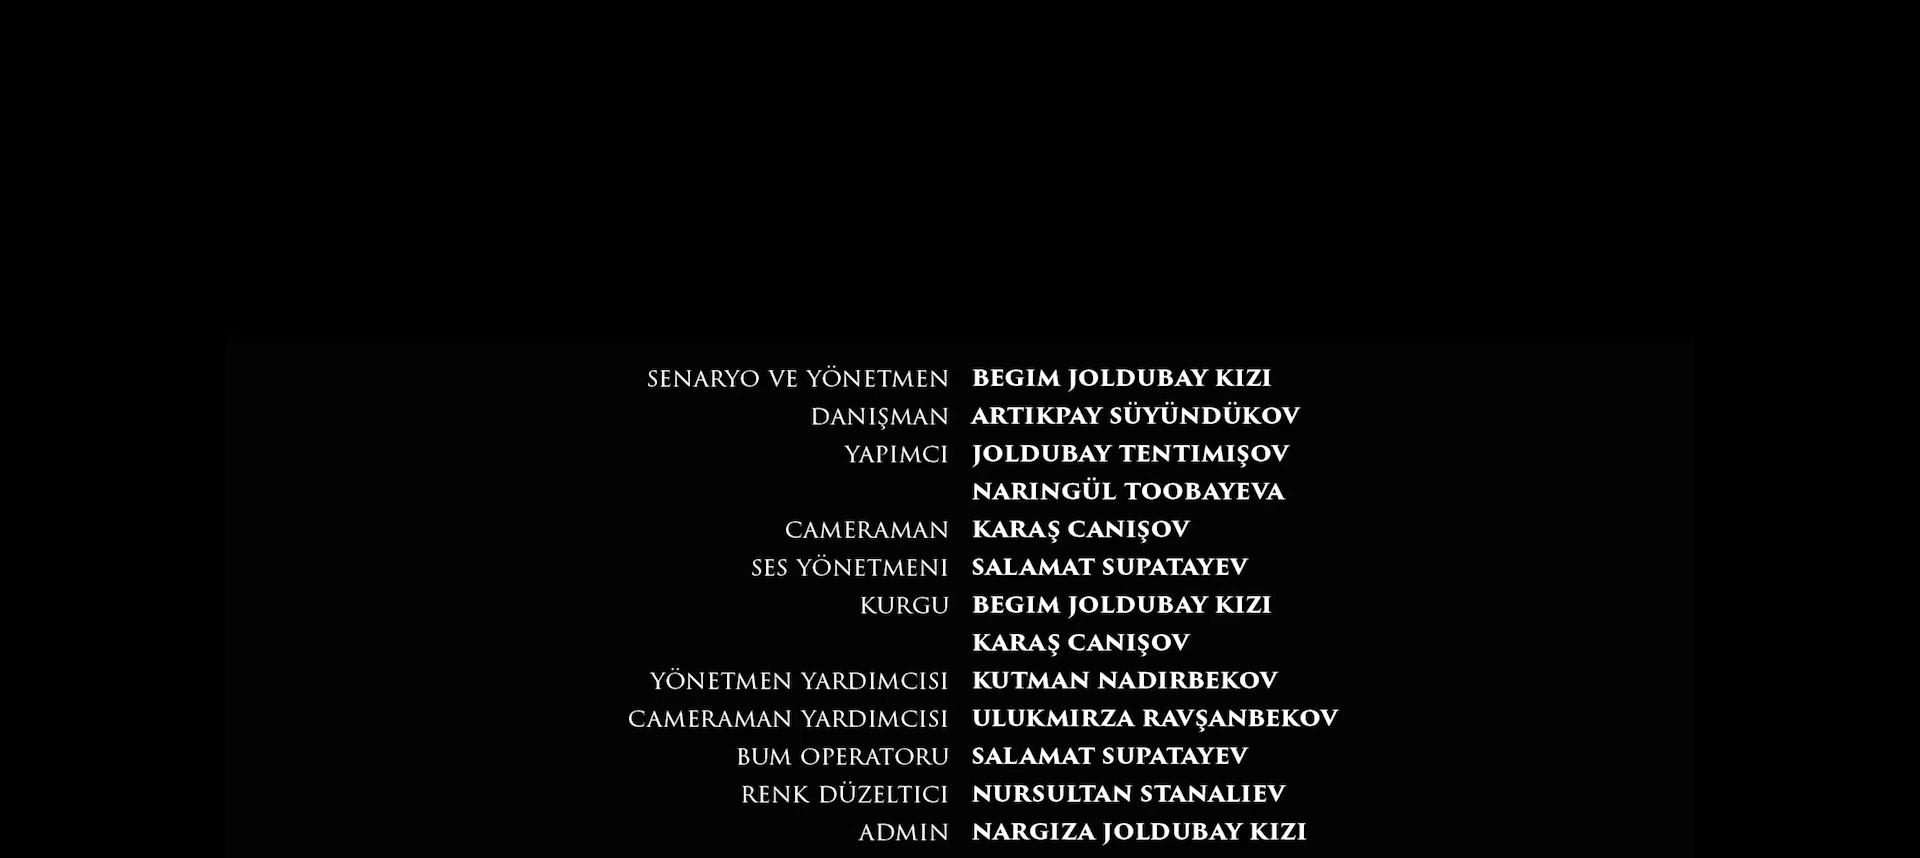 SENARYO VE YÖNETMEN BEGIM JOLDUBAY KIZI
DANIŞMAN ARTIKPAY SÜYÜNDÜKOV
YAPIMCI JOLDUBAY TENTIMIŞOV
NARINGÜL TOOBAYEVA
CAMERAMAN KARAŞ CANIŞOV
SES YÖNETMENI SALAMAT SUPATAYEV
KURGU BEGIM JOLDUBAY KIZI
KARAŞ CANIŞOV
YÖNETMEN YARDIMCISI KUTMAN NADIRBEKOV
CAMERAMAN YARDIMCISI ULUKMIRZA RAVŞANBEKOV
BUM OPERATORU SALAMAT SUPATAYEV
RENK DÜZELTICI NURSULTAN STANALIEV
ADMIN NARGIZA JOLDUBAY KIZI